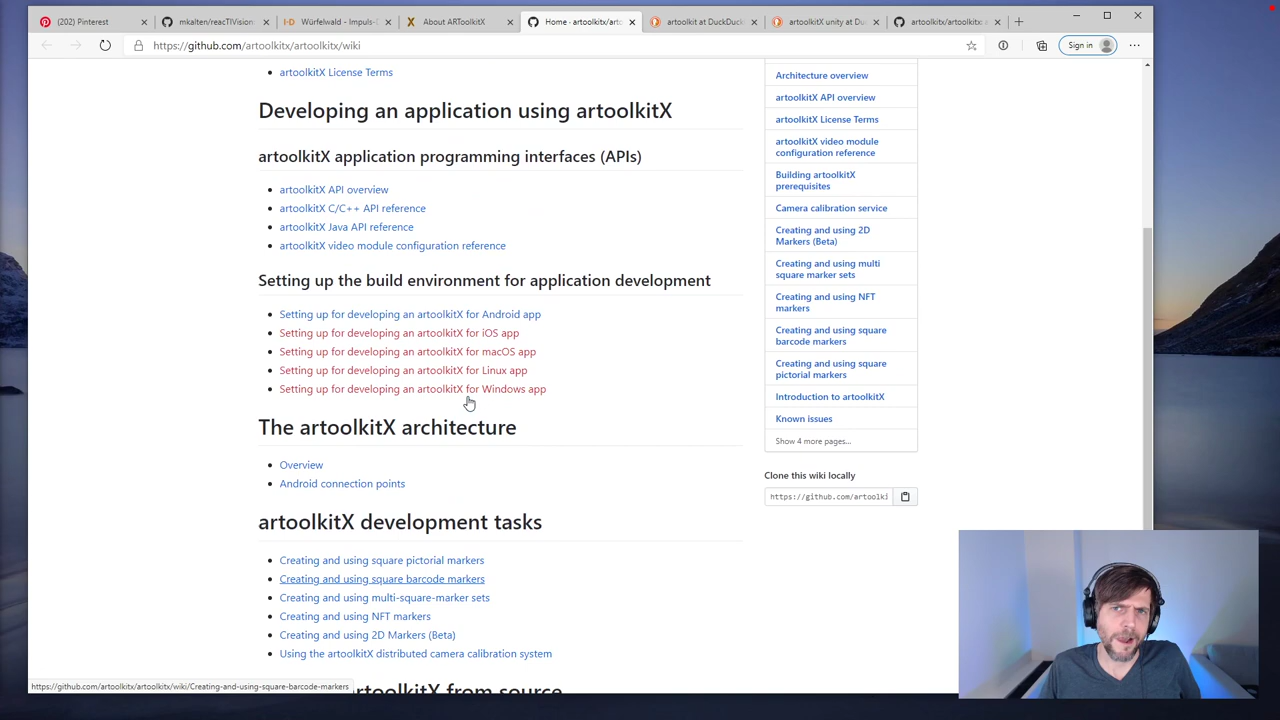 (202) Pinterest
mkalten/reacTIVision
Würfelwald - Impuls-
About ARToolkitX
Home · artoolkitx/arto
artoolkit at DuckDuck
artoolkitX unity at Du
artoolkitx/artoolkitx
https://github.com/artoolkitx/artoolkitx/wiki
Sign in
artoolkitX License Terms
Developing an application using artoolkitX
artoolkitX application programming interfaces (APIs)
artoolkitX API overview
artoolkitX C/C++ API reference
artoolkitX Java API reference
artoolkitX video module configuration reference
Setting up the build environment for application development
Setting up for developing an artoolkitX for Android app
Setting up for developing an artoolkitX for iOS app
Setting up for developing an artoolkitX for macOS app
Setting up for developing an artoolkitX for Linux app
Setting up for developing an artoolkitX for Windows app
The artoolkitX architecture
Overview
Android connection points
artoolkitX development tasks
Creating and using square pictorial markers
Creating and using square barcode markers
Creating and using multi-square-marker sets
Creating and using NFT markers
Creating and using 2D Markers (Beta)
Using the artoolkitX distributed camera calibration system
artoolkitX from source
https://github.com/artoolkitx/artoolkitx/wiki/Creating-and-using-square-barcode-markers
Architecture overview
artoolkitX API overview
artoolkitX License Terms
artoolkitX video module
configuration reference
Building artoolkitX
prerequisites
Camera calibration service
Creating and using 2D
Markers (Beta)
Creating and using multi
square marker sets
Creating and using NFT
markers
Creating and using square
barcode markers
Creating and using square
pictorial markers
Introduction to artoolkitX
Known issues
Show 4 more pages...
Clone this wiki locally
https://github.com/artoolki